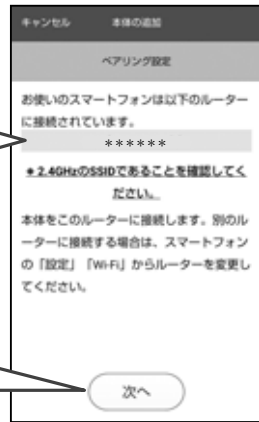 キャンセル 本体の追加
ペアリング設定
お使いのスマートフォンは以下のルーター
に接続されています。
******
＊2.4GHzのSSIDであることを確認してく
ださい。
本体をこのルーターに接続します。別のル
ーターに接続する場合は、スマートフォン
の「設定」「Wi-Fi」からルーターを変更し
てください。
次へ